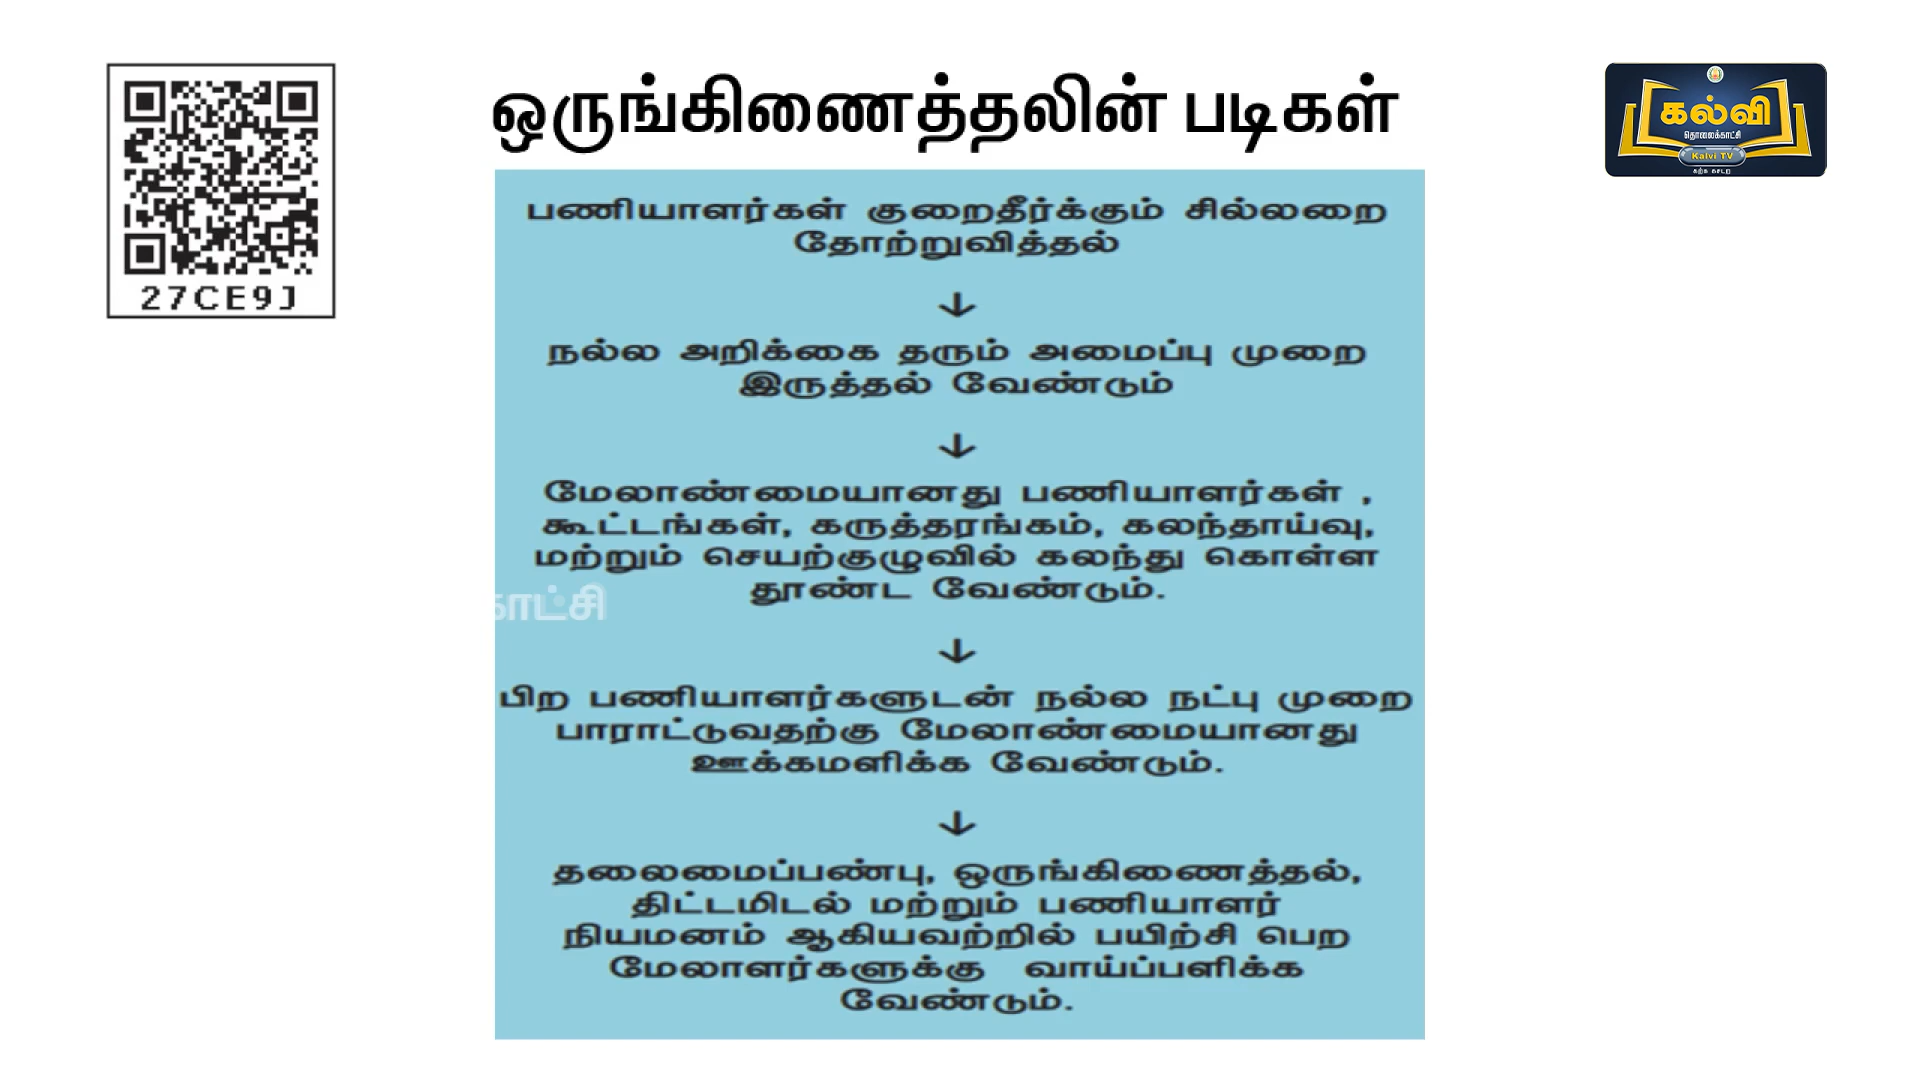 ஒருங்கிணைத்தலின் படிகள்
கல்வி
தொலைக்காட்சி
Kalvi TV
கற்க கசடற
27CE9J
பணியாளர்கள் குறைதீர்க்கும் சில்லறை
தோற்றுவித்தல்
நல்ல அறிக்கை தரும் அமைப்பு முறை
இருத்தல் வேண்டும்
மேலாண்மையானது பணியாளர்கள் ,
கூட்டங்கள், கருத்தரங்கம், கலந்தாய்வு,
மற்றும் செயற்குழுவில் கலந்து கொள்ள
தூண்ட வேண்டும்.
காட்சி
பிற பணியாளர்களுடன் நல்ல நட்பு முறை
பாராட்டுவதற்கு மேலாண்மையானது
ஊக்கமளிக்க வேண்டும்.
தலைமைப்பண்பு, ஒருங்கிணைத்தல்,
திட்டமிடல் மற்றும் பணியாளர்
நியமனம் ஆகியவற்றில் பயிற்சி பெற
மேலாளர்களுக்கு வாய்ப்பளிக்க
வேண்டும்.